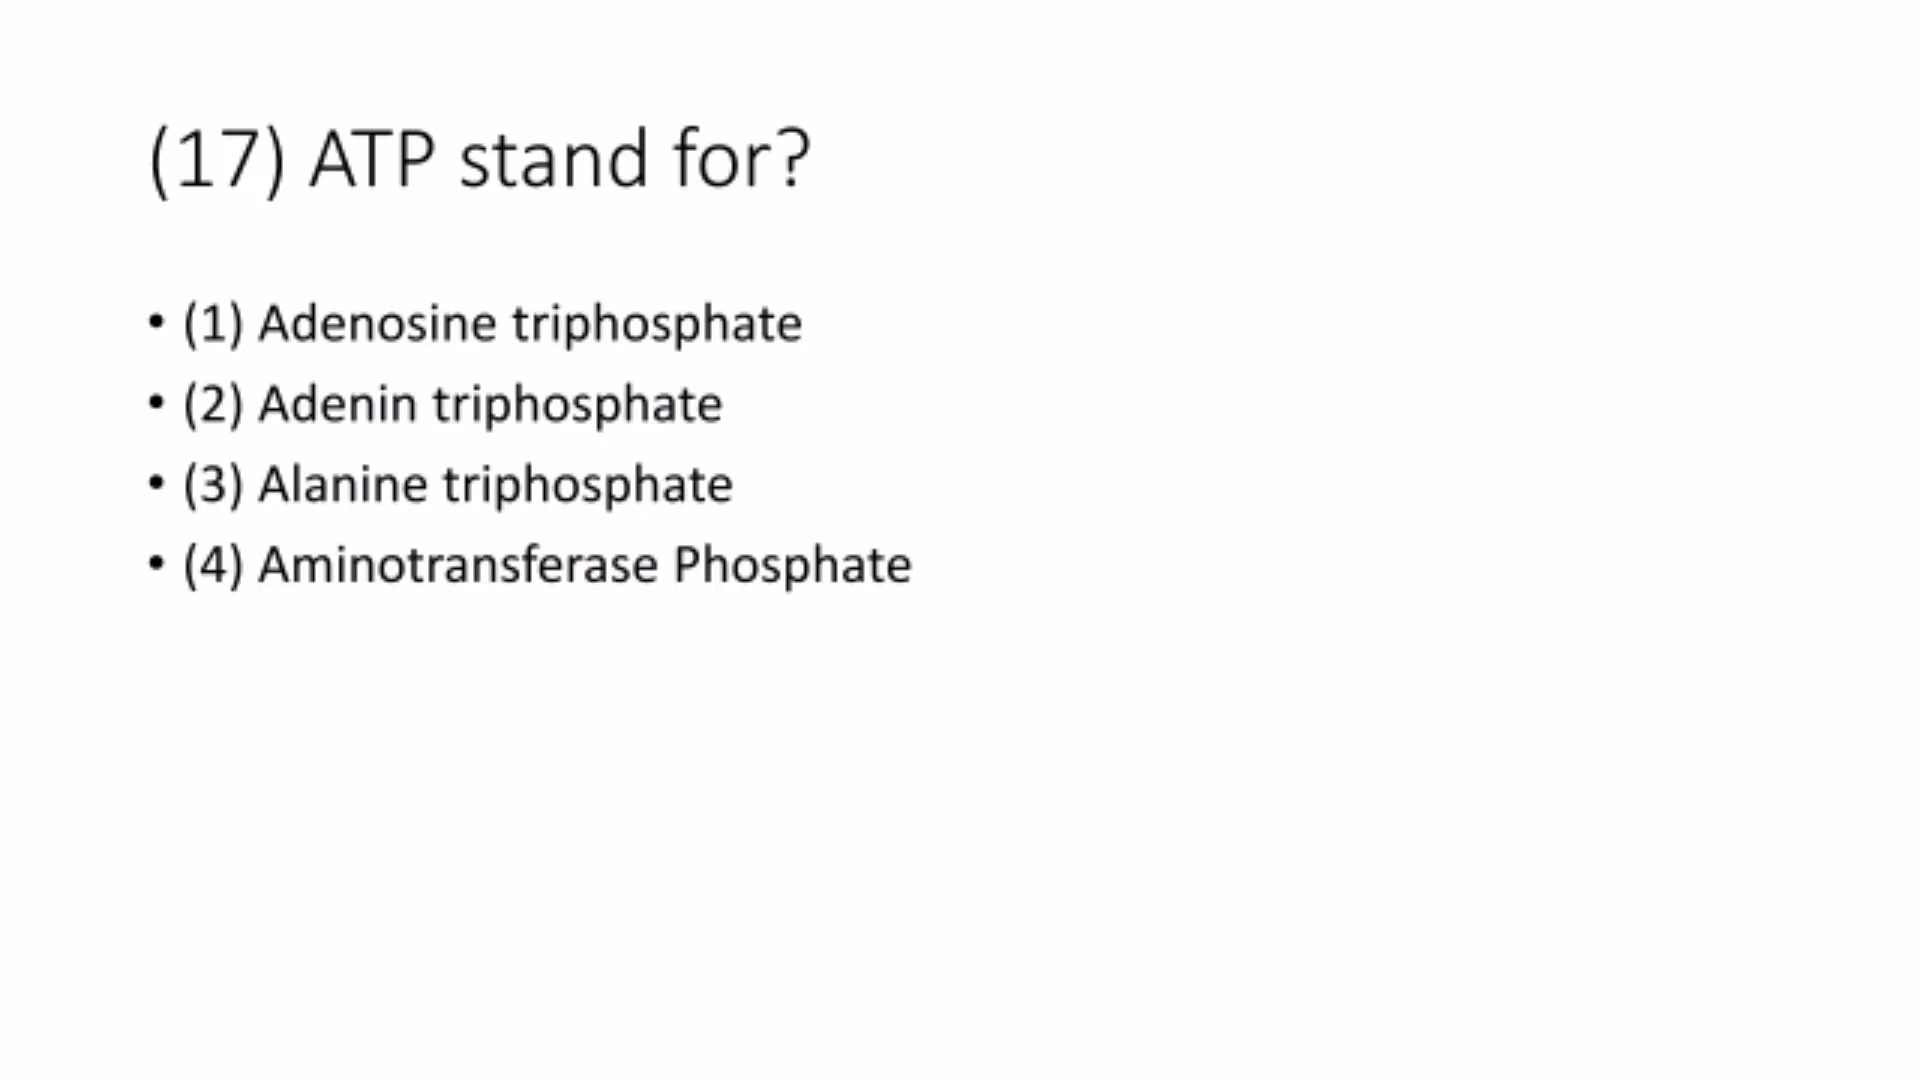 (17) ATP stand for?
• (1) Adenosine triphosphate
• (2) Adenin triphosphate
• (3) Alanine triphosphate
• (4) Aminotransferase Phosphate